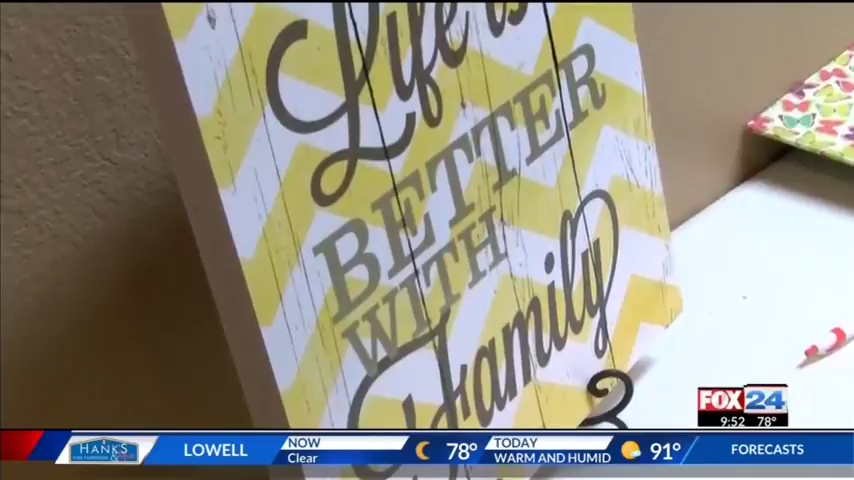 Life is
BETTER
WITH
Family
FOX 24
9:52 78°
HANK'S
LOWELL
NOW
Clear
78°
TODAY
WARM AND HUMID
91°
FORECASTS